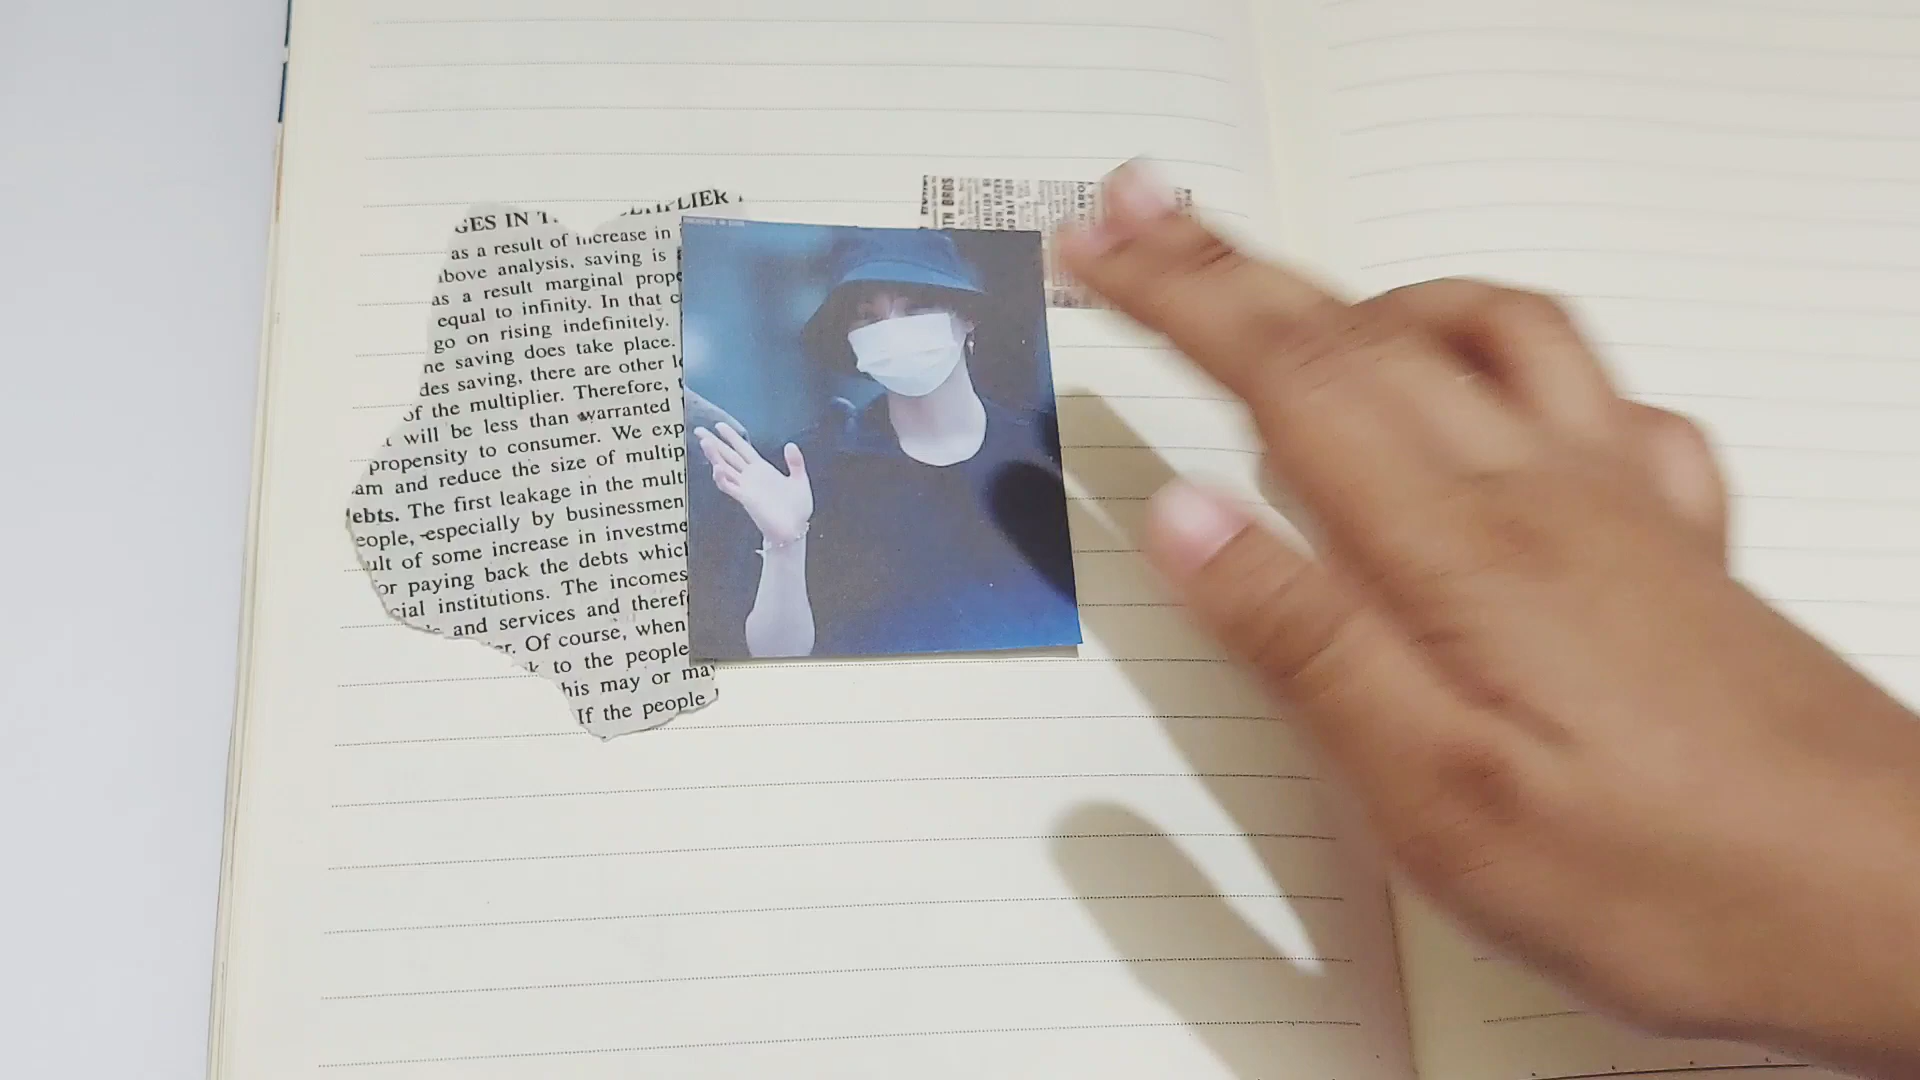 GES IN T
LIER
as a result of increase in
above analysis, saving is
as a result marginal prope
equal to infinity. In that c
go on rising indefinitely.
ne saving does take place.
des saving, there are other l
of the multiplier. Therefore, t
t will be less than warranted
propensity to consumer. We exp
am and reduce the size of multip
ebts. The first leakage in the mult
eople, especially by businessmen
ult of some increase in investme
or paying back the debts whic
cial institutions. The incomes
and services and theref
er. Of course, when
k to the people
his may or may
If the people
TH BROS